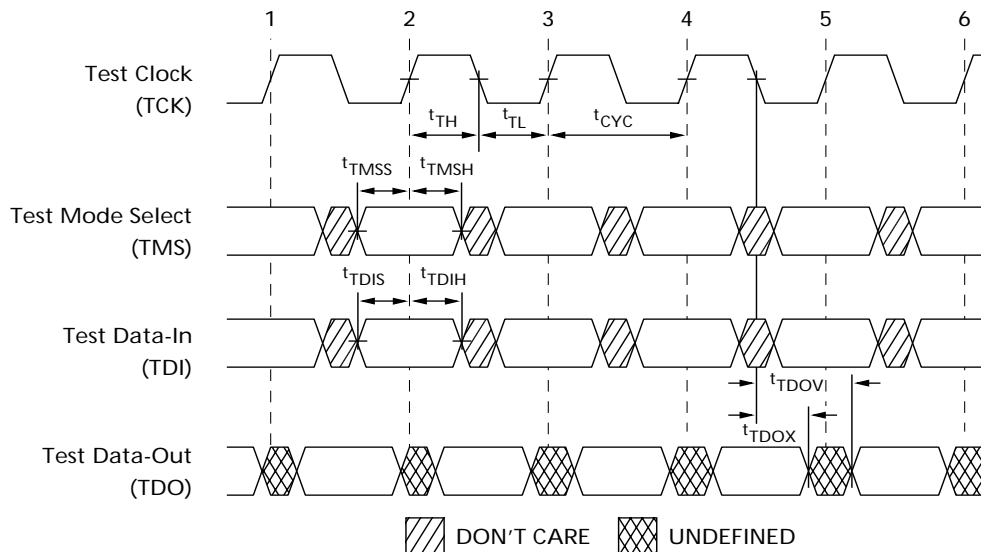 1 2 3 4 5 6
Test Clock
(TCK)
tTH tTL tCYC
tTMSS tTMSH
Test Mode Select
(TMS)
tTDIS tTDIH
Test Data-In
(TDI)
tTDOV
tTDOX
Test Data-Out
(TDO)
DON'T CARE UNDEFINED